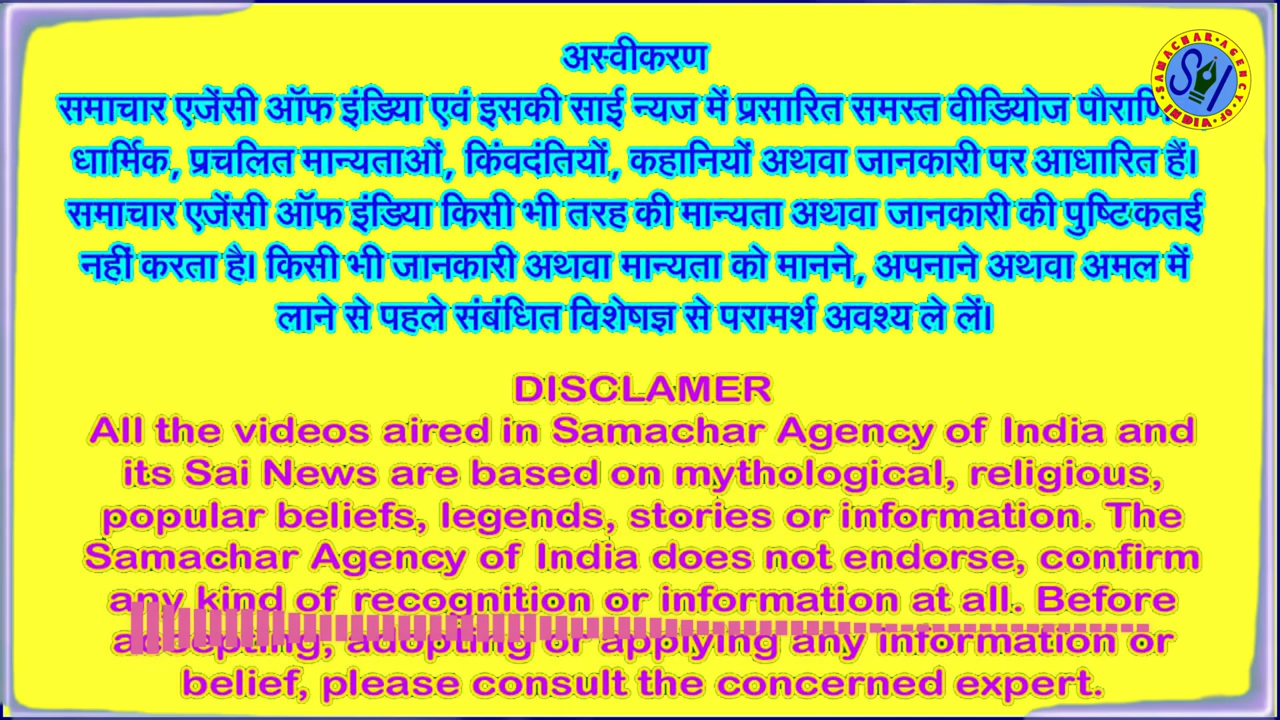 अस्वीकरण
समाचार एजेंसी ऑफ इंडिया एवं इसकी साई न्यज में प्रसारित समस्त वीडियोज
धार्मिक, प्रचलित मान्यताओं, किंवदंतियों, कहानियों अथवा जानकारी पर आधारित हैं।
समाचार एजेंसी ऑफ इंडिया किसी भी तरह की मान्यता अथवा जानकारी की पुष्टि कतई
नहीं करता है। किसी भी जानकारी अथवा मान्यता को मानने, अपनाने अथवा अमल में
लाने से पहले संबंधित विशेषज्ञ से परामर्श अवश्य ले लें।
SAMACHAR AGENCY OF INDIA
DISCLAMER
All the videos aired in Samachar Agency of India and
its Sai News are based on mythological, religious,
popular beliefs, legends, stories or information. The
Samachar Agency of India does not endorse, confirm
any kind of recognition or information at all. Before
accepting, adopting or applying any information or
belief, please consult the concerned expert.